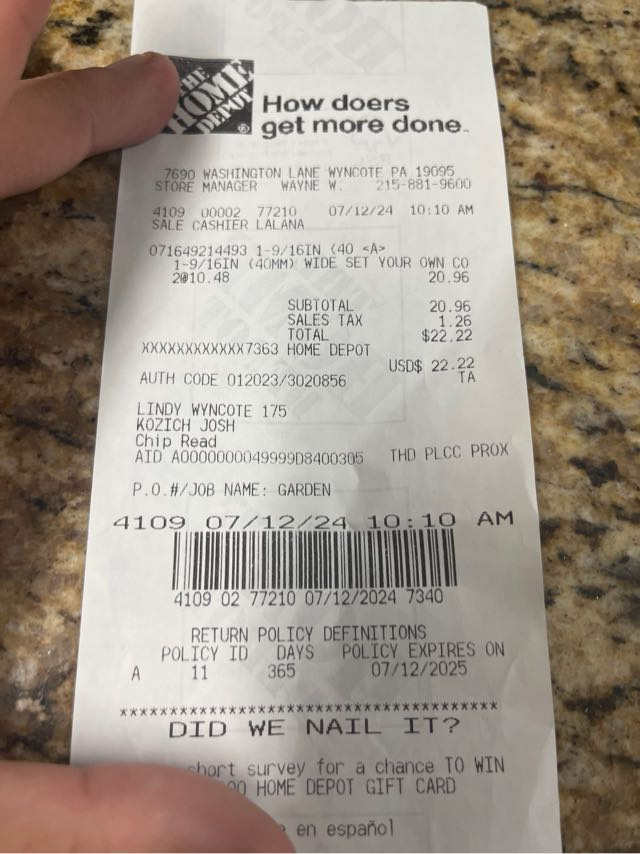 THE
HOME
DEPOT
®
How doers
get more done.
7690 WASHINGTON LANE WYNCOTE PA 19095
STORE MANAGER WAYNE W. 215-881-9600
4109 00002 77210 07/12/24 10:10 AM
SALE CASHIER LALANA
071649214493 1-9/16IN (40 <A>
1-9/16IN (40MM) WIDE SET YOUR OWN CO
2@10.48 20.96
SUBTOTAL 20.96
SALES TAX 1.26
TOTAL $22.22
XXXXXXXXXXXX7363 HOME DEPOT
USD$ 22.22
AUTH CODE 012023/3020856 TA
LINDY WYNCOTE 175
KOZICH JOSH
Chip Read
AID A0000000049999D8400305 THD PLCC PROX
P.O.#/JOB NAME: GARDEN
4109 07/12/24 10:10 AM
4109 02 77210 07/12/2024 7340
RETURN POLICY DEFINITIONS
POLICY ID DAYS POLICY EXPIRES ON
A 11 365 07/12/2025
*****************************************
DID WE NAIL IT?
short survey for a chance TO WIN
00 HOME DEPOT GIFT CARD
en español